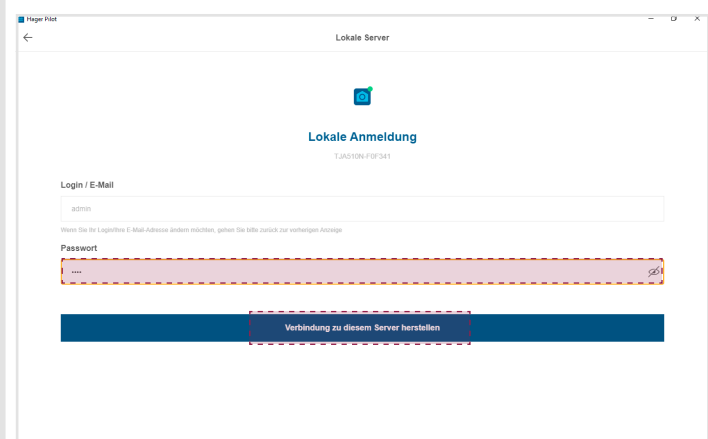 Hager Pilot
Lokale Server
Lokale Anmeldung
TJA510N-F0F341
Login / E-Mail
admin
Wenn Sie Ihr Login/Ihre E-Mail-Adresse ändern möchten, gehen Sie bitte zurück zur vorherigen Anzeige
Passwort
••••
Verbindung zu diesem Server herstellen